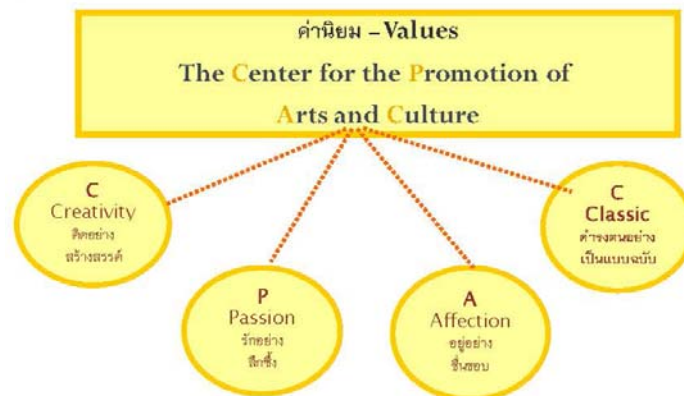 ค่านิยม – Values
The Center for the Promotion of
Arts and Culture
C
Creativity
คิดอย่าง
สร้างสรรค์
P
Passion
รักอย่าง
ลึกซึ้ง
A
Affection
อยู่อย่าง
ชื่นชอบ
C
Classic
ดำรงตนอย่าง
เป็นแบบฉบับ